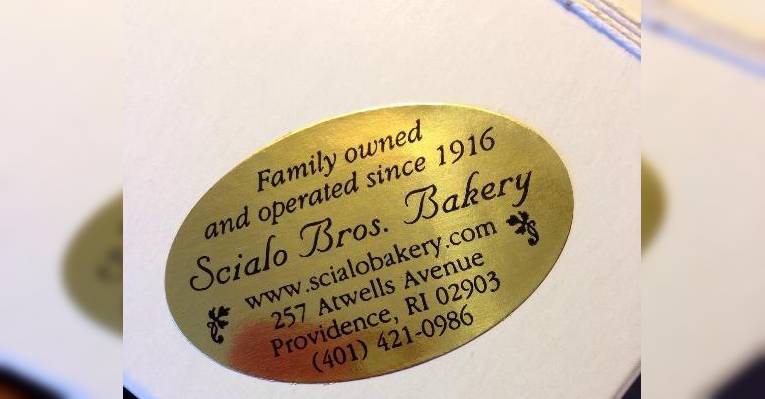 Family owned
and operated since 1916
Scialo Bros. Bakery
www.scialobakery.com
257 Atwells Avenue
Providence, RI 02903
(401) 421-0986